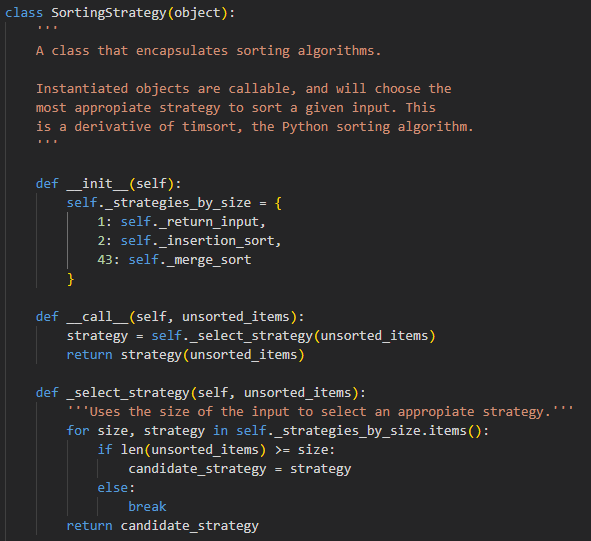 class SortingStrategy(object):
    '''
    A class that encapsulates sorting algorithms.

    Instantiated objects are callable, and will choose the
    most appropiate strategy to sort a given input. This
    is a derivative of timsort, the Python sorting algorithm.
    '''

    def __init__(self):
        self._strategies_by_size = {
            1: self._return_input,
            2: self._insertion_sort,
            43: self._merge_sort
        }

    def __call__(self, unsorted_items):
        strategy = self._select_strategy(unsorted_items)
        return strategy(unsorted_items)

    def _select_strategy(self, unsorted_items):
        '''Uses the size of the input to select an appropiate strategy.'''
        for size, strategy in self._strategies_by_size.items():
            if len(unsorted_items) >= size:
                candidate_strategy = strategy
            else:
                break
        return candidate_strategy